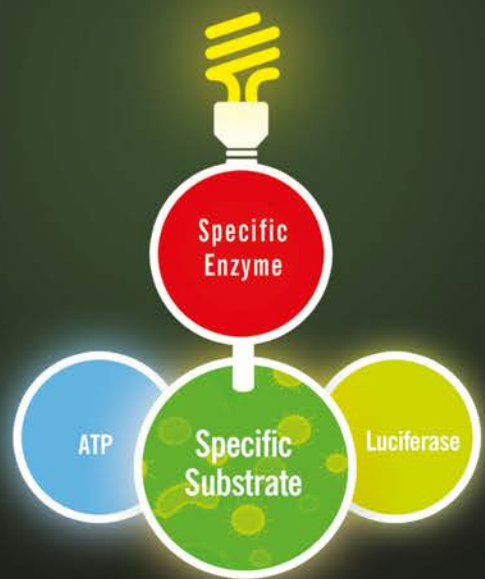 Specific
Enzyme
ATP
Specific
Substrate
Luciferase